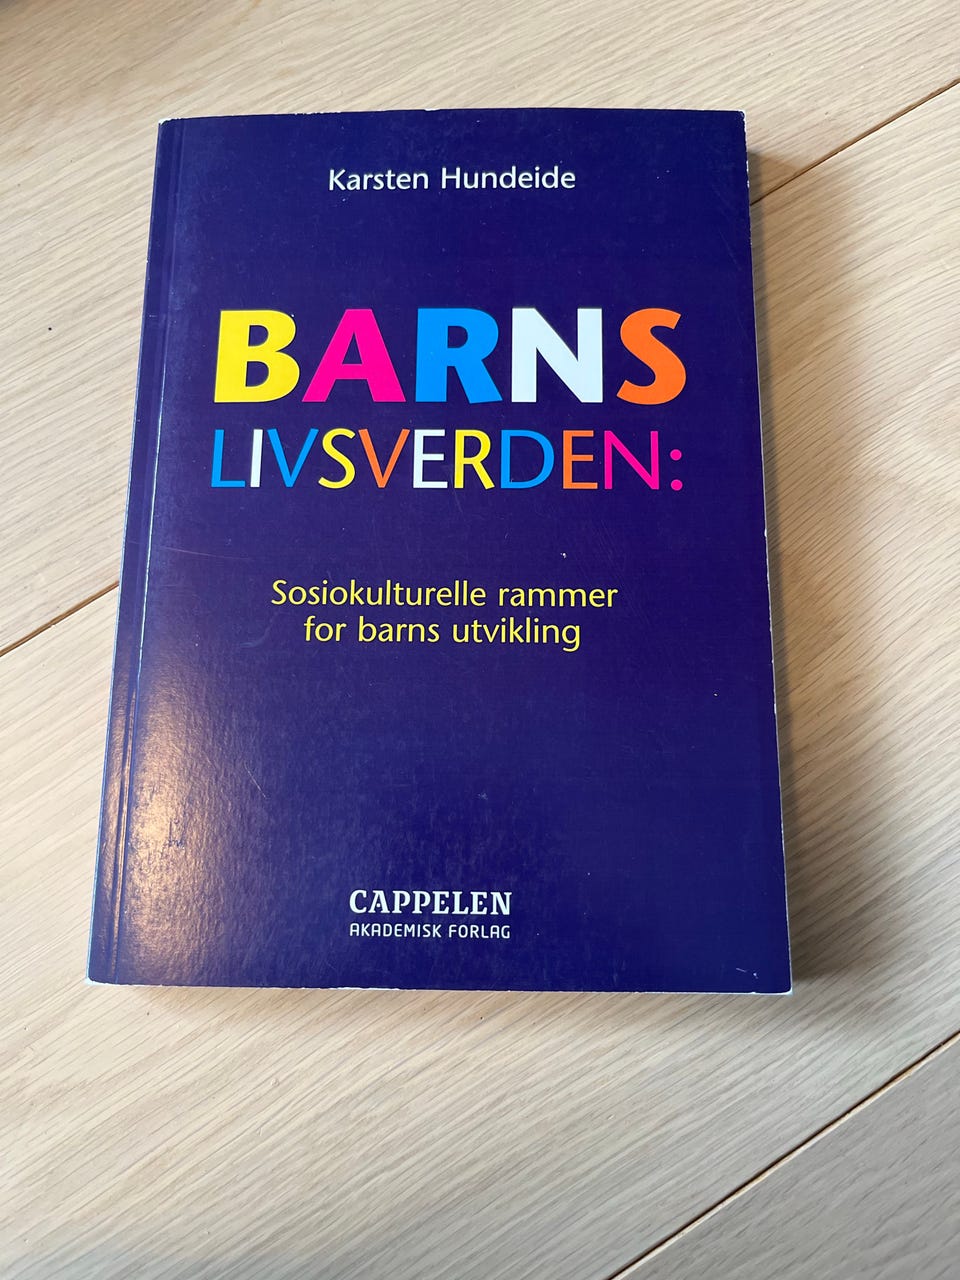 Karsten Hundeide
BARNS
LIVSVERDEN:
Sosiokulturelle rammer
for barns utvikling
CAPPELEN
AKADEMISK FORLAG